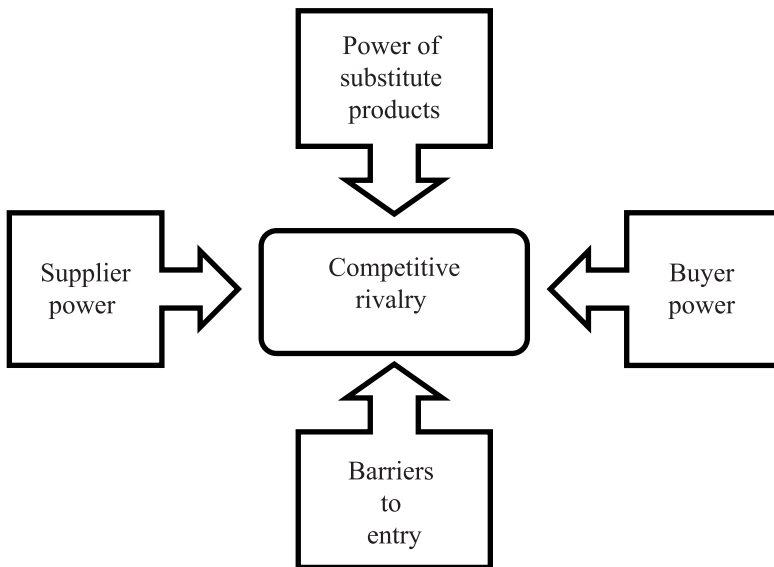 Power of
substitute
products
Supplier
power
Competitive
rivalry
Buyer
power
Barriers
to
entry